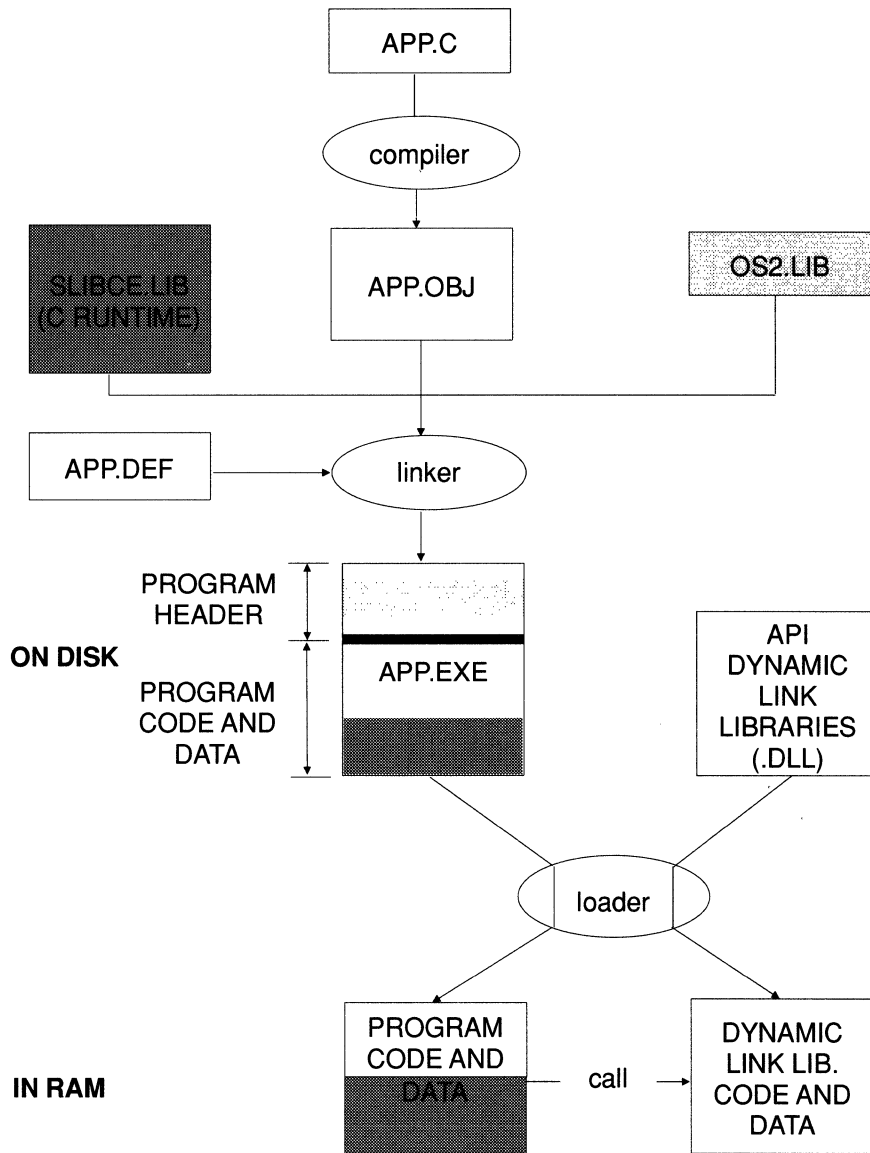 APP.C
compiler
SLIBCE.LIB
(C RUNTIME)
APP.OBJ
OS2.LIB
APP.DEF
linker
PROGRAM
HEADER
ON DISK
PROGRAM
CODE AND
DATA
APP.EXE
API
DYNAMIC
LINK
LIBRARIES
(.DLL)
loader
IN RAM
PROGRAM
CODE AND
DATA
call
DYNAMIC
LINK LIB.
CODE AND
DATA